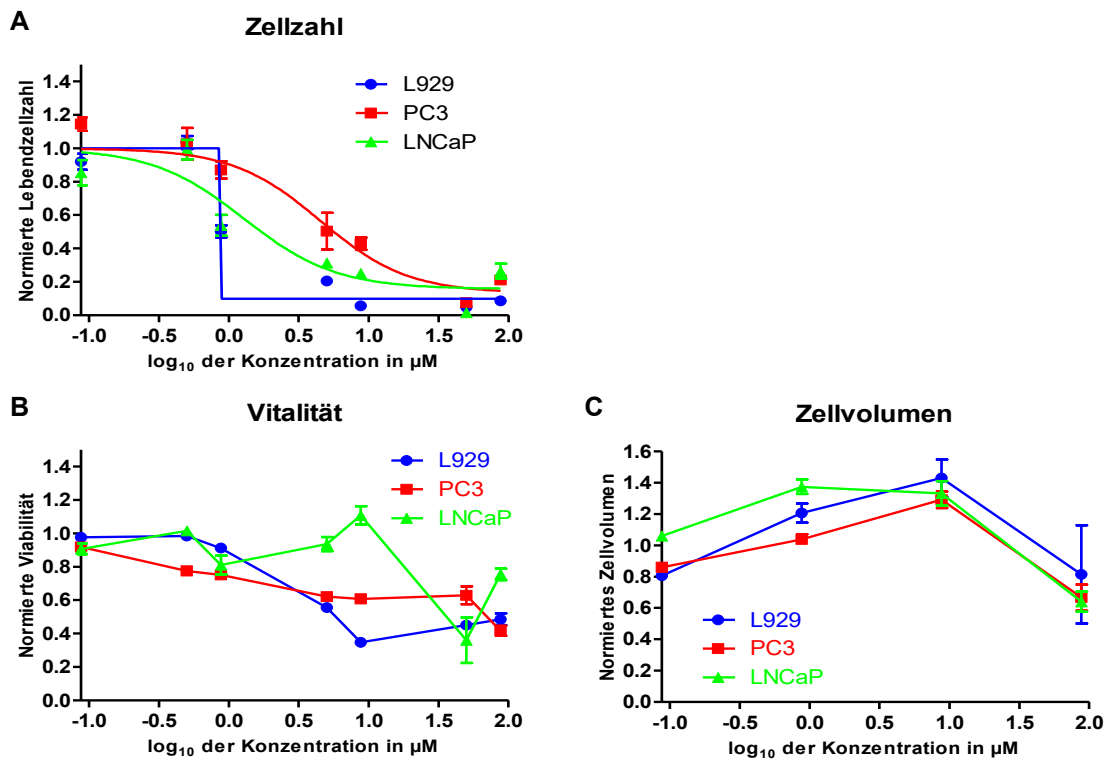 A
Zellzahl
Normierte Lebendzellzahl
1.4
1.2
1.0
0.8
0.6
0.4
0.2
0.0
L929
PC3
LNCaP
-1.0 -0.5 0.0 0.5 1.0 1.5 2.0
log10 der Konzentration in µM
B
Vitalität
Normierte Viabilität
1.4
1.2
1.0
0.8
0.6
0.4
0.2
0.0
L929
PC3
LNCaP
-1.0 -0.5 0.0 0.5 1.0 1.5 2.0
log10 der Konzentration in µM
C
Zellvolumen
Normiertes Zellvolumen
1.6
1.4
1.2
1.0
0.8
0.6
0.4
0.2
0.0
L929
PC3
LNCaP
-1.0 -0.5 0.0 0.5 1.0 1.5 2.0
log10 der Konzentration in µM